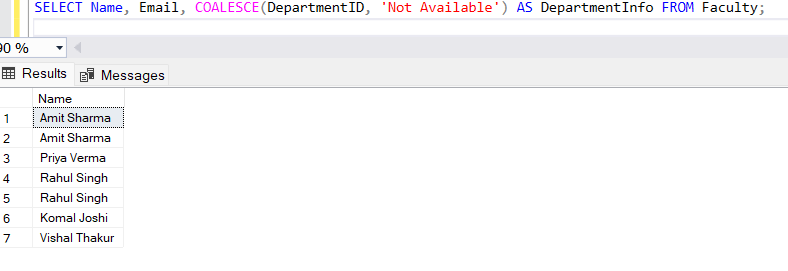 SELECT Name, Email, COALESCE(DepartmentID, 'Not Available') AS DepartmentInfo FROM Faculty;
90 %
Results Messages
Name
1 Amit Sharma
2 Amit Sharma
3 Priya Verma
4 Rahul Singh
5 Rahul Singh
6 Komal Joshi
7 Vishal Thakur